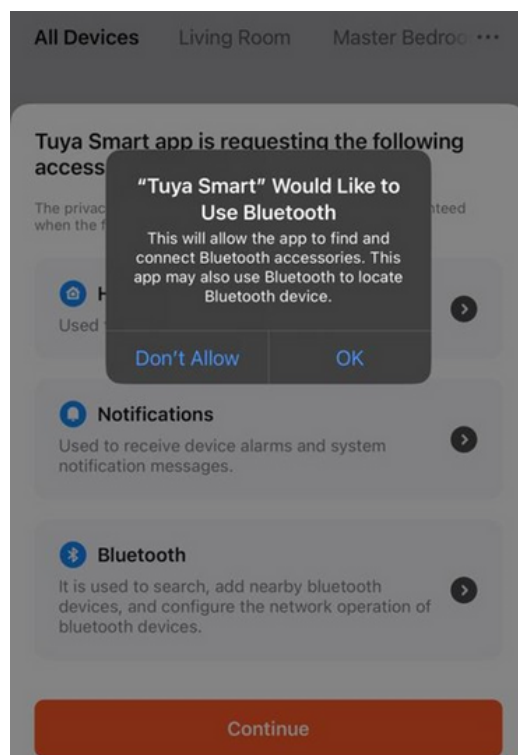 All Devices Living Room Master Bedroo
Tuya Smart app is requesting the following
access
The privac
when the f
teed
"Tuya Smart" Would Like to
Use Bluetooth
This will allow the app to find and
connect Bluetooth accessories. This
app may also use Bluetooth to locate
Bluetooth device.
Don't Allow OK
H
Used
Notifications
Used to receive device alarms and system
notification messages.
Bluetooth
It is used to search, add nearby bluetooth
devices, and configure the network operation of
bluetooth devices.
Continue